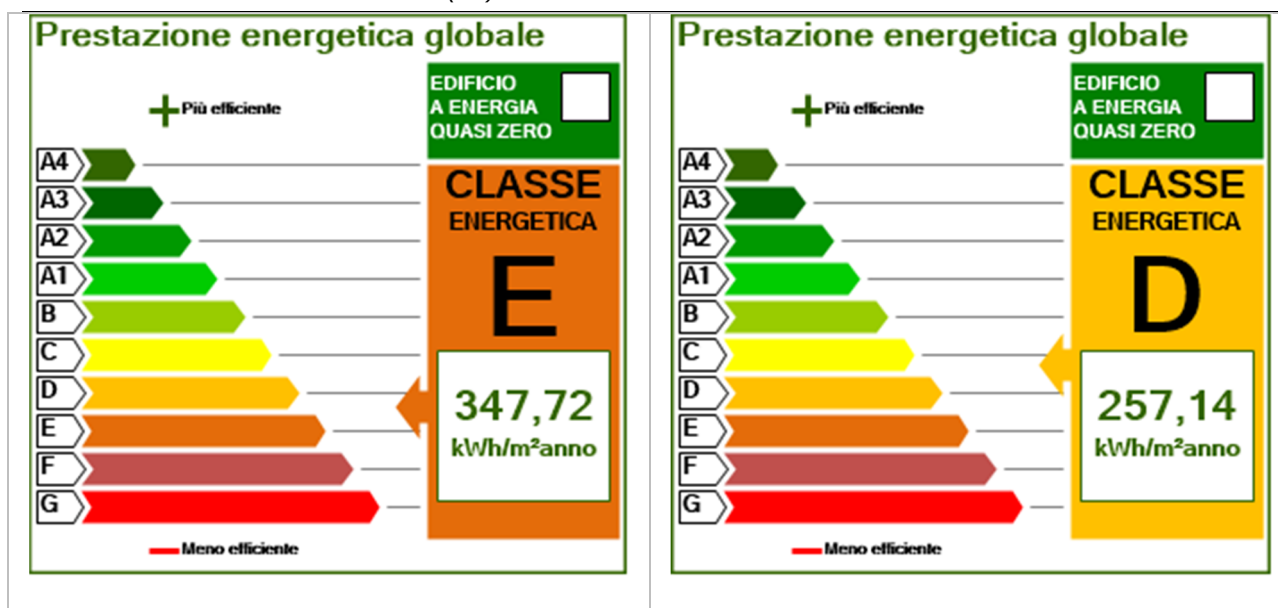 Prestazione energetica globale
EDIFICIO
A ENERGIA
QUASI ZERO
Più efficiente
A4
A3
A2
A1
B
C
D
E
F
G
CLASSE
ENERGETICA
E
347,72
kWh/m²anno
Meno efficiente
Prestazione energetica globale
EDIFICIO
A ENERGIA
QUASI ZERO
Più efficiente
A4
A3
A2
A1
B
C
D
E
F
G
CLASSE
ENERGETICA
D
257,14
kWh/m²anno
Meno efficiente